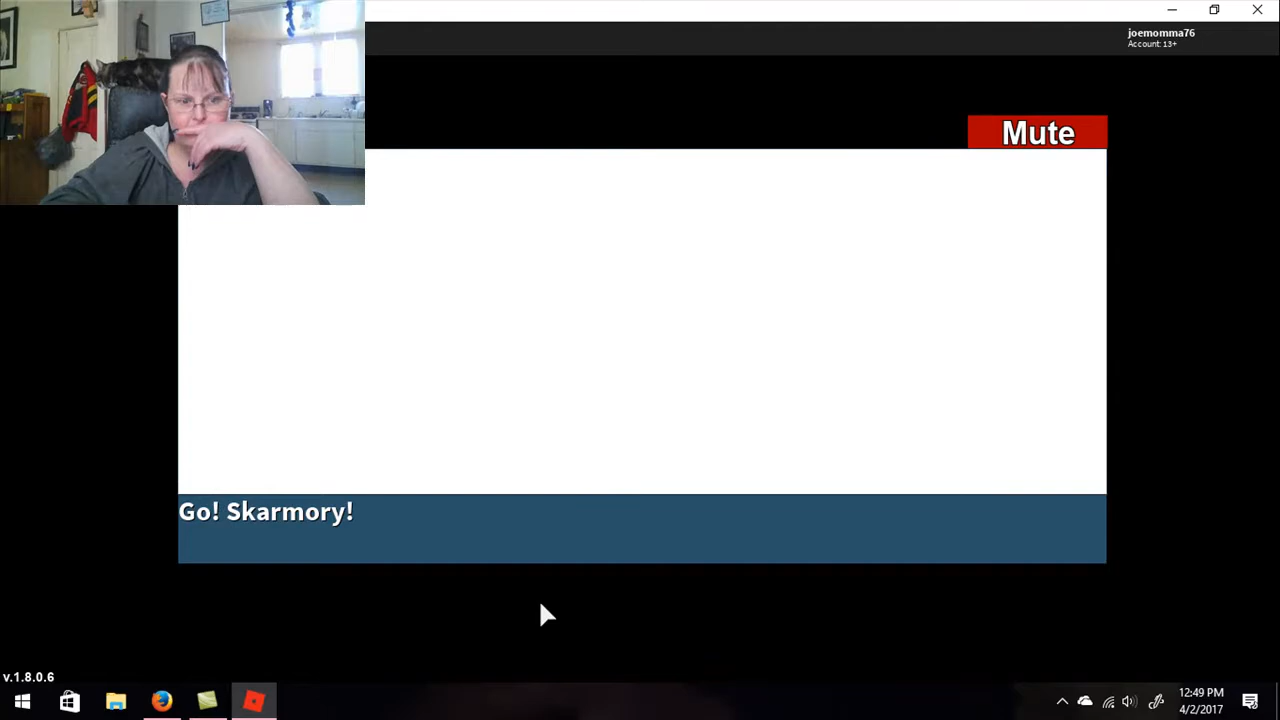 joemomma76
Account: 13+
Mute
Go! Skarmory!
v.1.8.0.6
12:49 PM
4/2/2017